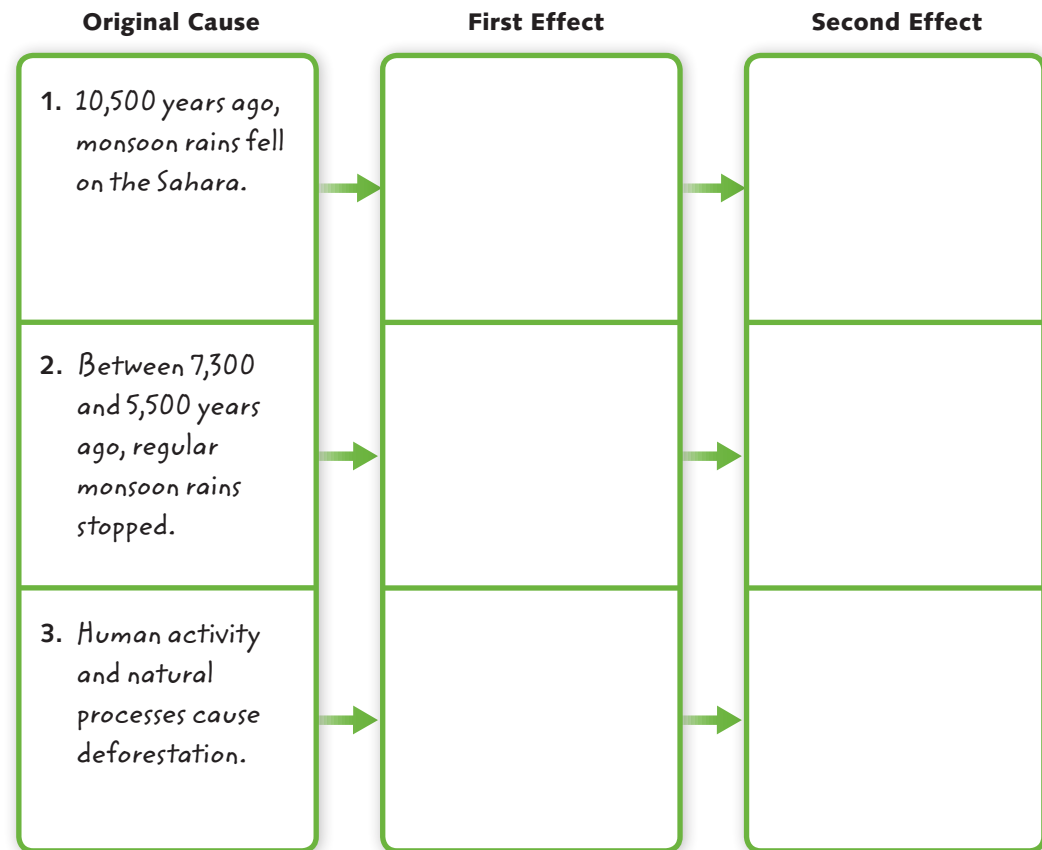 Original Cause
First Effect
Second Effect
1. 10,500 years ago,
monsoon rains fell
on the Sahara.
2. Between 7,300
and 5,500 years
ago, regular
monsoon rains
stopped.
3. Human activity
and natural
processes cause
deforestation.